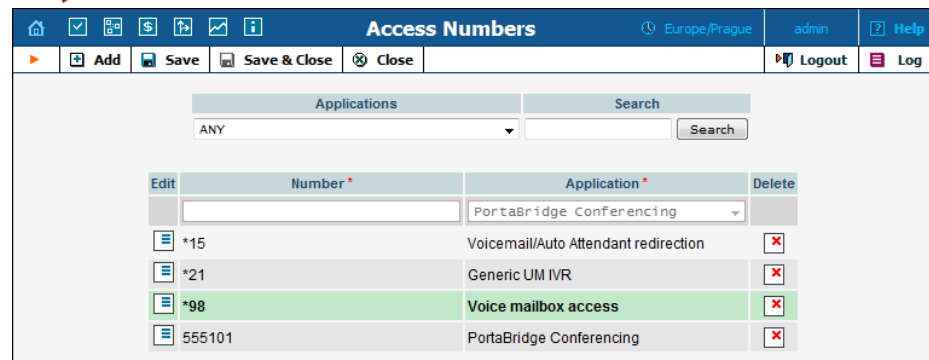 Access Numbers Europe/Prague admin ? Help
Add Save Save & Close Close Logout Log
Applications Search
ANY Search
Edit Number * Application * Delete
PortaBridge Conferencing
*15 Voicemail/Auto Attendant redirection
*21 Generic UM IVR
*98 Voice mailbox access
555101 PortaBridge Conferencing